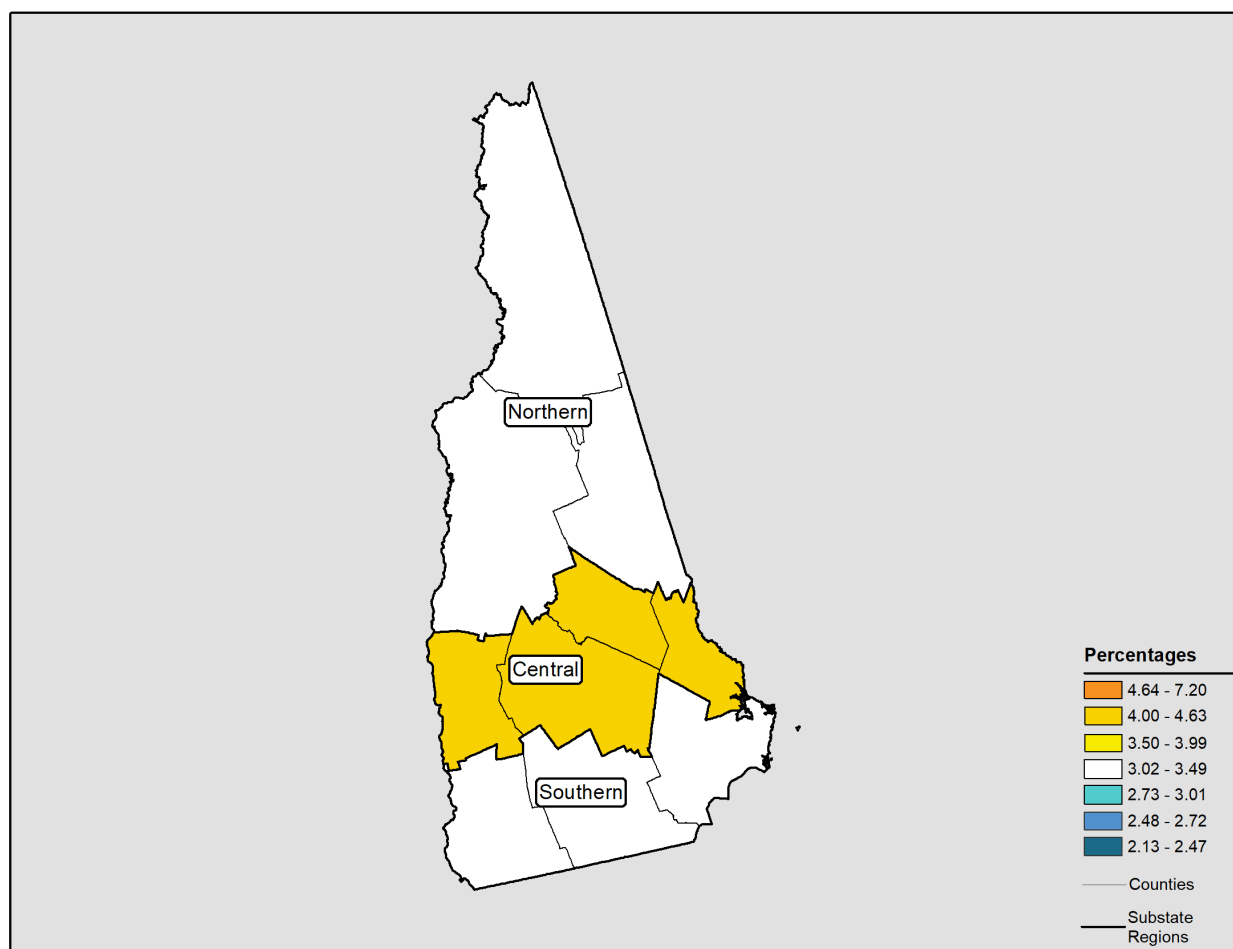 Northern
Central
Southern
Percentages
4.64 - 7.20
4.00 - 4.63
3.50 - 3.99
3.02 - 3.49
2.73 - 3.01
2.48 - 2.72
2.13 - 2.47
Counties
Substate
Regions